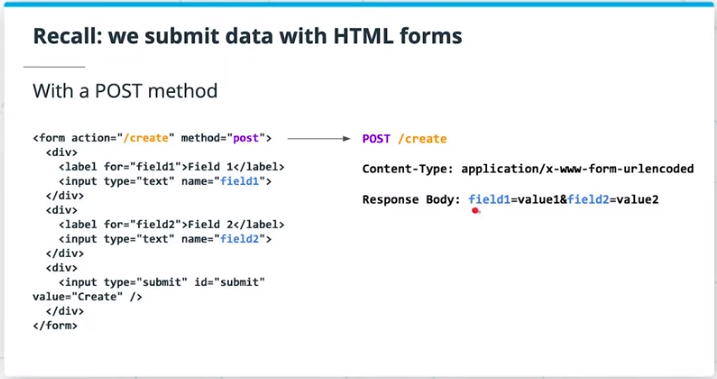 Recall: we submit data with HTML forms
With a POST method
<form action="/create" method="post">
  <div>
    <label for="field1">Field 1</label>
    <input type="text" name="field1">
  </div>
  <div>
    <label for="field2">Field 2</label>
    <input type="text" name="field2">
  </div>
  <div>
    <input type="submit" id="submit"
value="Create" />
  </div>
</form>
POST /create
Content-Type: application/x-www-form-urlencoded
Response Body: field1=value1&field2=value2